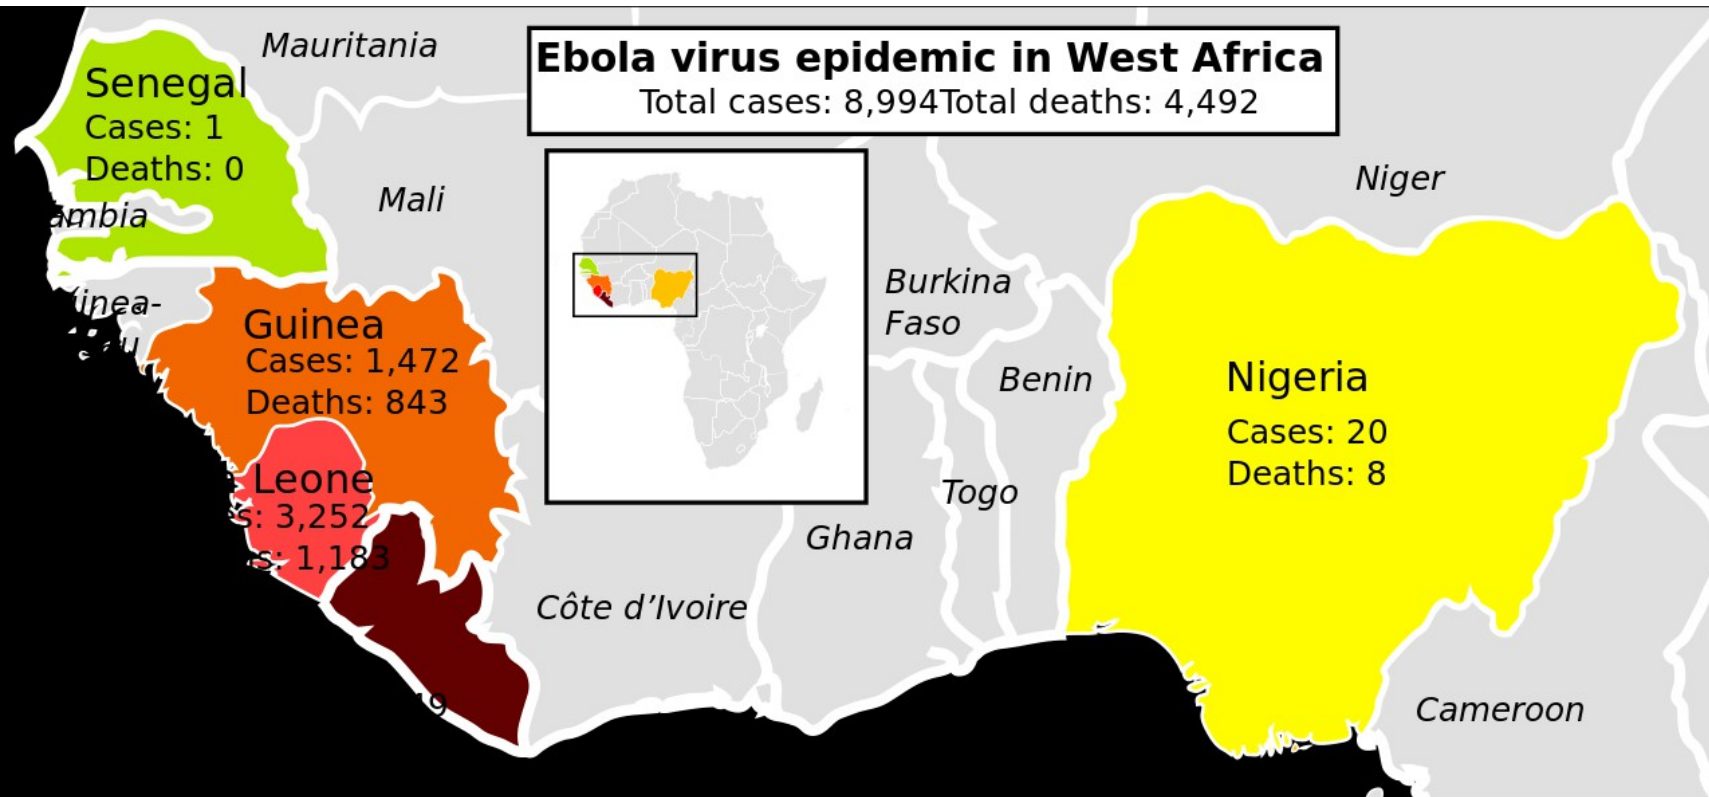 Ebola virus epidemic in West Africa
Total cases: 8,994Total deaths: 4,492
Mauritania
Senegal
Cases: 1
Deaths: 0
Mali
Niger
ambia
inea-
Burkina
Faso
Guinea
Cases: 1,472
Deaths: 843
Benin
Nigeria
Cases: 20
Deaths: 8
Leone
s: 3,252
s: 1,183
Togo
Ghana
Côte d’Ivoire
Cameroon